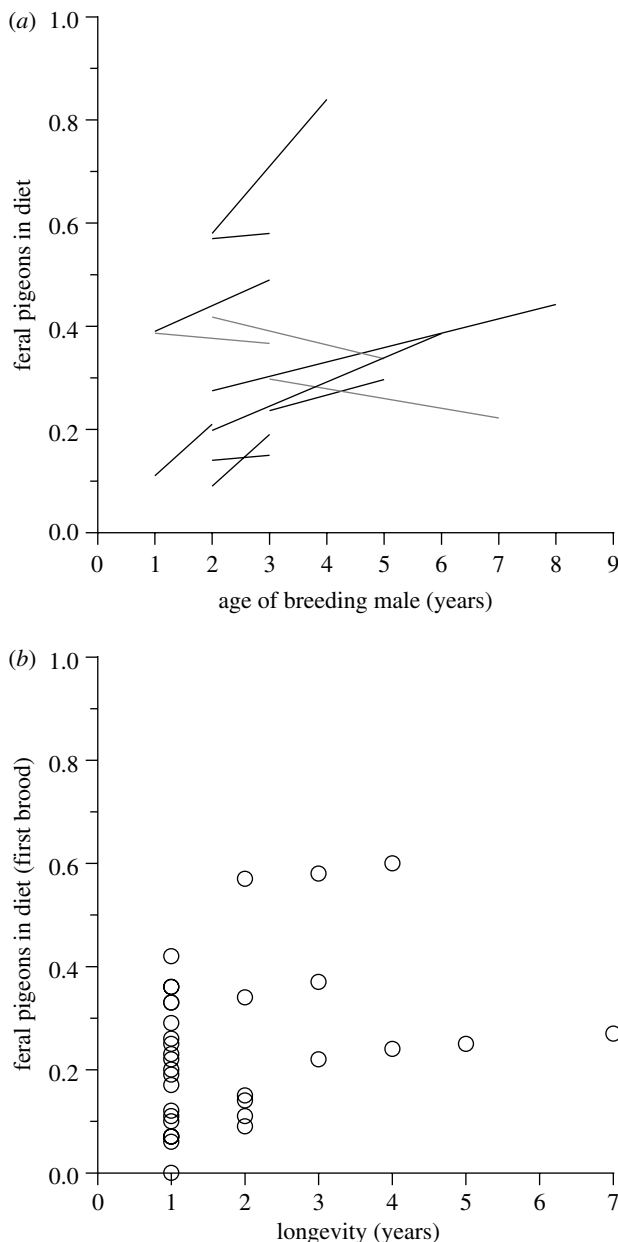 (a)
1.0
0.8
0.6
0.4
0.2
0.0
feral pigeons in diet
0 1 2 3 4 5 6 7 8 9
age of breeding male (years)
(b)
1.0
0.8
0.6
0.4
0.2
0.0
feral pigeons in diet (first brood)
0 1 2 3 4 5 6 7
longevity (years)